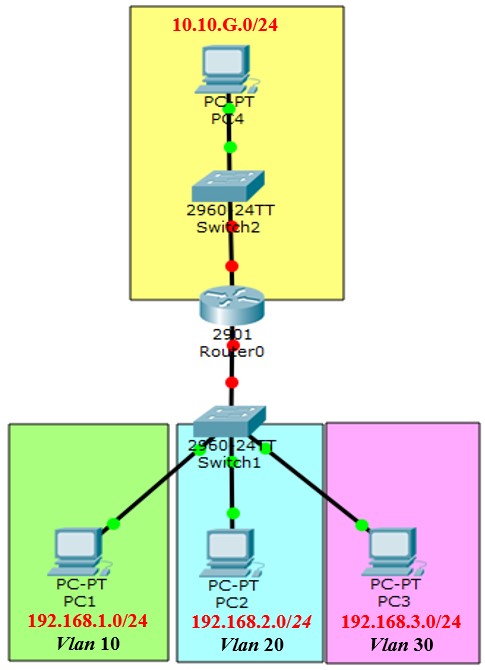 10.10.G.0/24
PC-PT
PC4
2960-24TT
Switch2
2901
Router0
2960-24TT
Switch1
PC-PT
PC1
192.168.1.0/24
Vlan 10
PC-PT
PC2
192.168.2.0/24
Vlan 20
PC-PT
PC3
192.168.3.0/24
Vlan 30